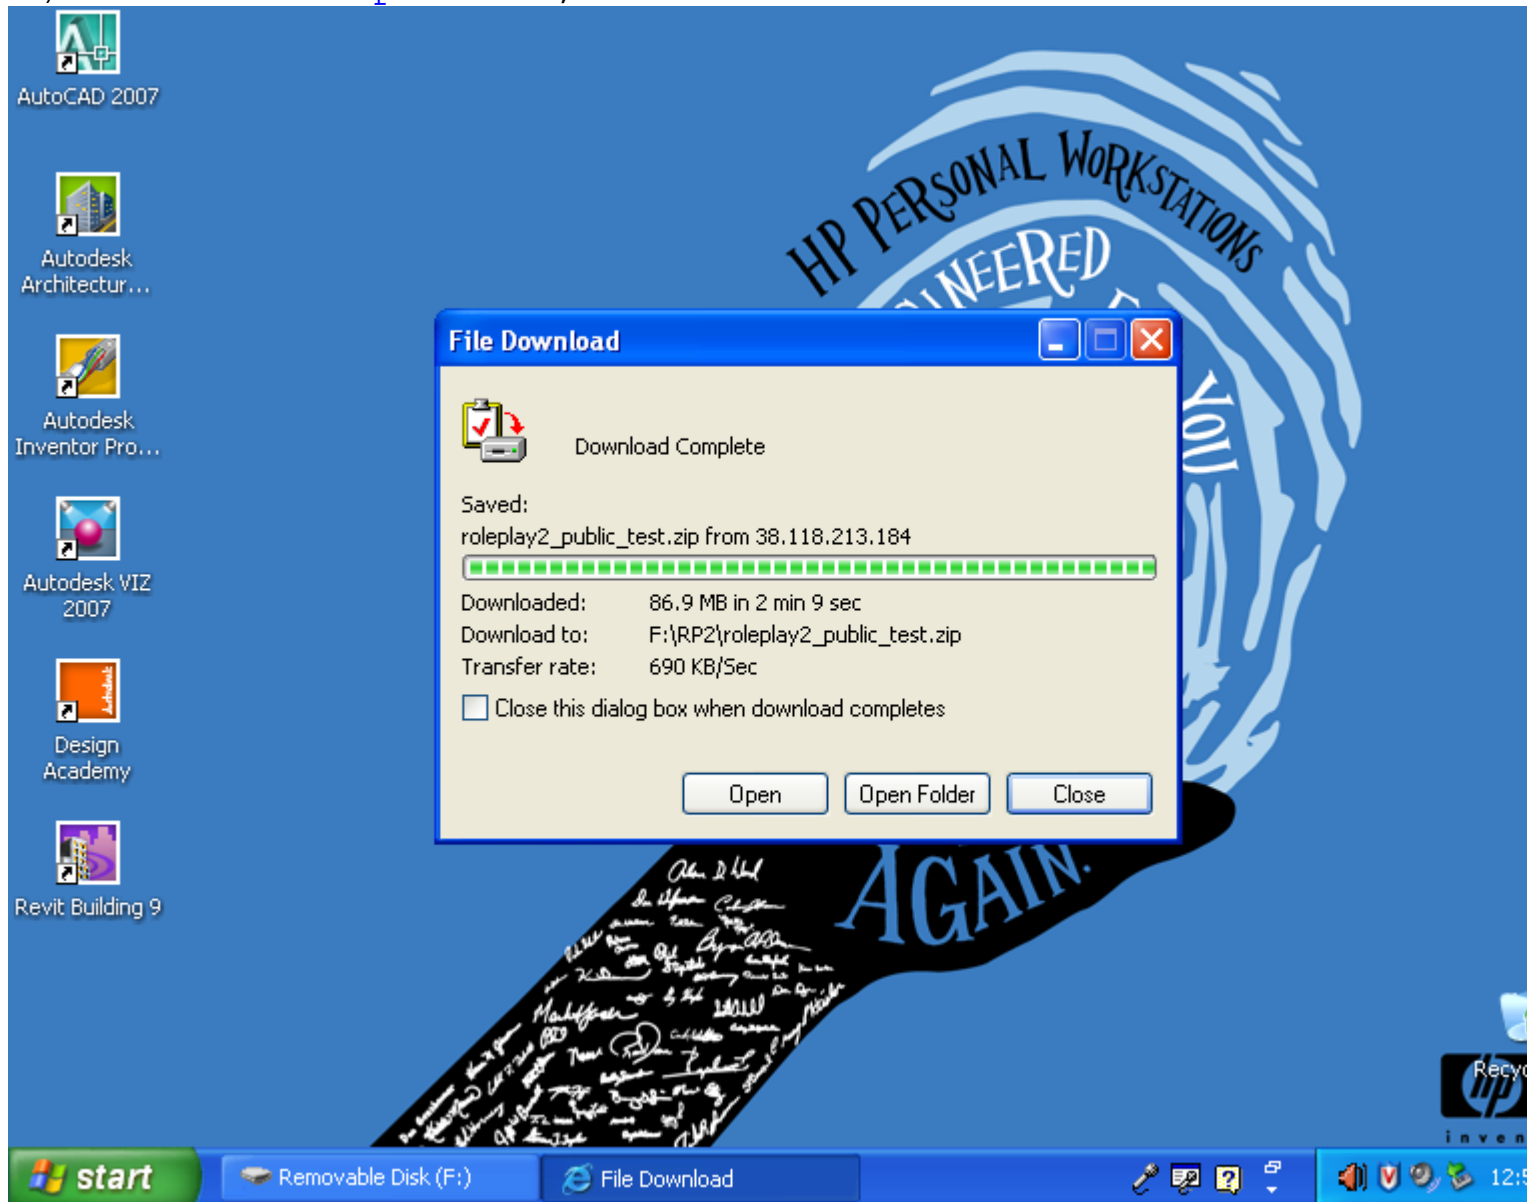 AutoCAD 2007
Autodesk
Architectur...
Autodesk
Inventor Pro...
Autodesk VIZ
2007
Autodesk
Design
Academy
Revit Building 9
HP PERSONAL WORKSTATIONS
YOU
AGAIN.
File Download
Download Complete
Saved:
roleplay2_public_test.zip from 38.118.213.184
Downloaded: 86.9 MB in 2 min 9 sec
Download to: F:\RP2\roleplay2_public_test.zip
Transfer rate: 690 KB/Sec
Close this dialog box when download completes
Open
Open Folder
Close
hp
start
Removable Disk (F:)
File Download